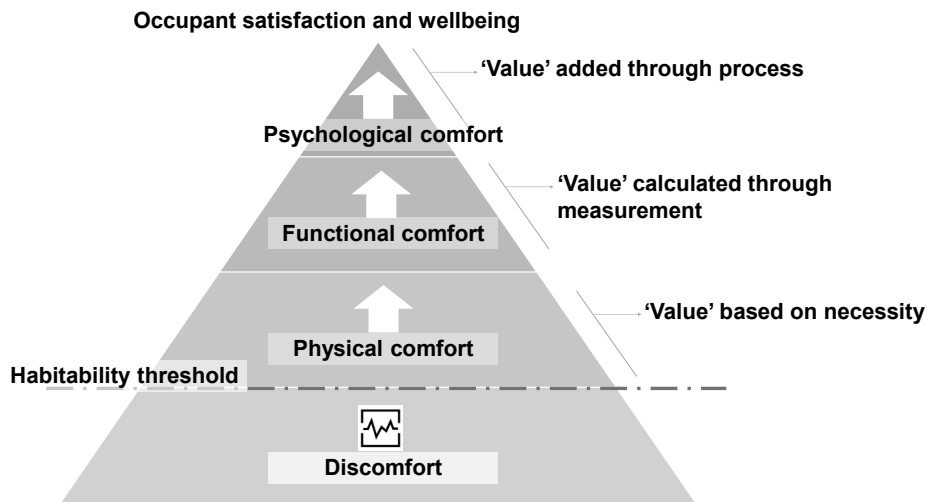 Occupant satisfaction and wellbeing
‘Value’ added through process
Psychological comfort
‘Value’ calculated through
measurement
Functional comfort
‘Value’ based on necessity
Physical comfort
Habitability threshold
Discomfort